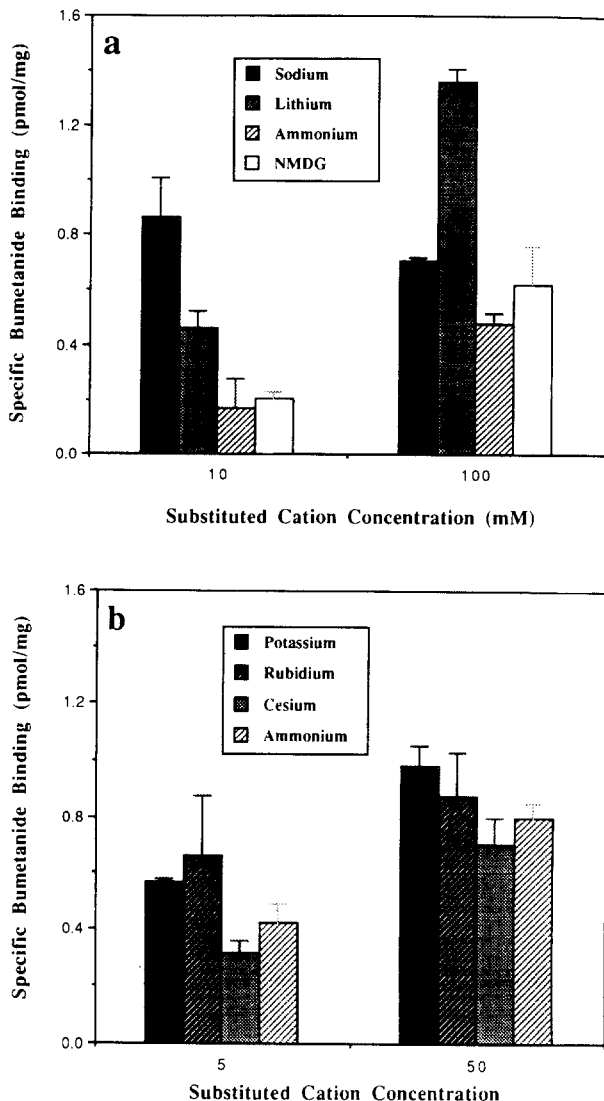 a
Specific Bumetanide Binding (pmol/mg)
1.6
1.2
0.8
0.4
0.0
Sodium
Lithium
Ammonium
NMDG
10
100
Substituted Cation Concentration (mM)
b
Specific Bumetanide Binding (pmol/mg)
1.6
1.2
0.8
0.4
0.0
Potassium
Rubidium
Cesium
Ammonium
5
50
Substituted Cation Concentration